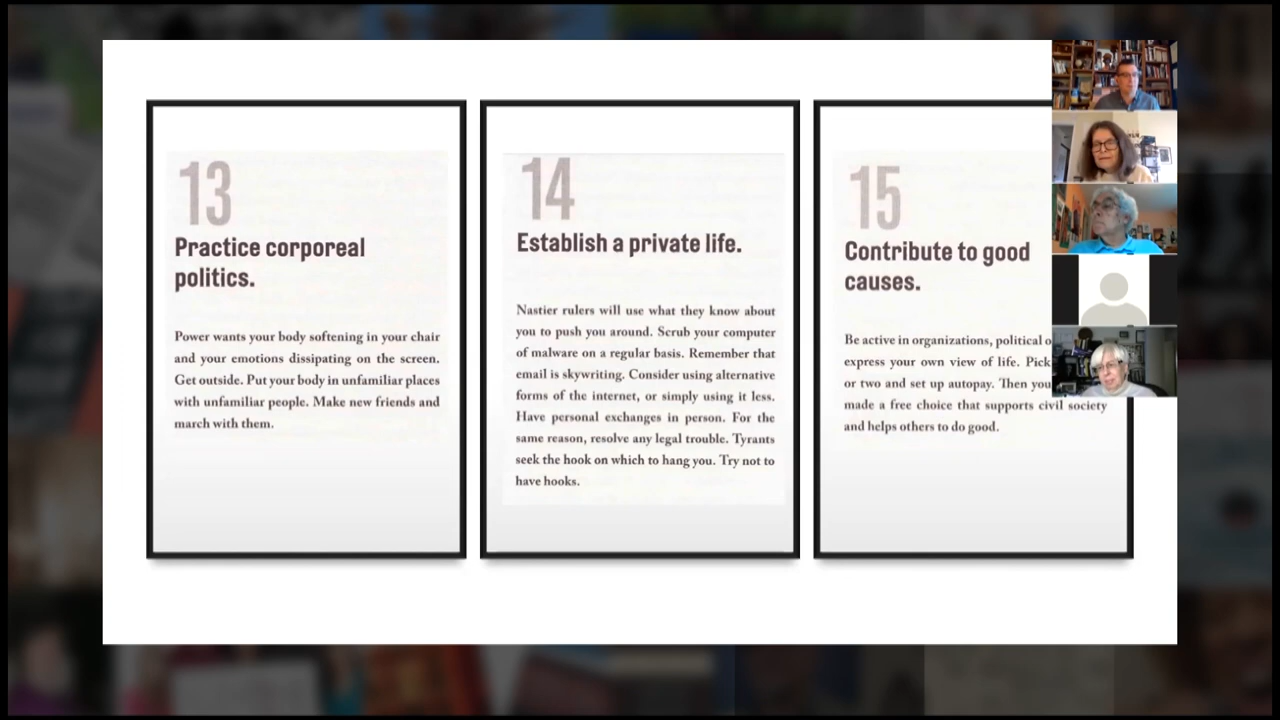 13
Practice corporeal
politics.
Power wants your body softening in your chair
and your emotions dissipating on the screen.
Get outside. Put your body in unfamiliar places
with unfamiliar people. Make new friends and
march with them.
14
Establish a private life.
Nastier rulers will use what they know about
you to push you around. Scrub your computer
of malware on a regular basis. Remember that
email is skywriting. Consider using alternative
forms of the internet, or simply using it less.
Have personal exchanges in person. For the
same reason, resolve any legal trouble. Tyrants
seek the hook on which to hang you. Try not to
have hooks.
15
Contribute to good
causes.
Be active in organizations, political o
express your own view of life. Pick
or two and set up autopay. Then you
made a free choice that supports civil society
and helps others to do good.